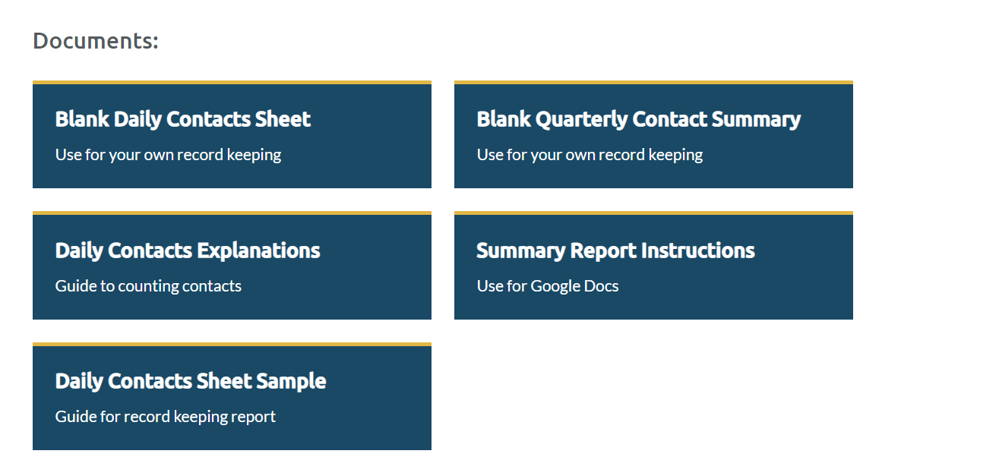 Documents:
Blank Daily Contacts Sheet
Use for your own record keeping
Blank Quarterly Contact Summary
Use for your own record keeping
Daily Contacts Explanations
Guide to counting contacts
Summary Report Instructions
Use for Google Docs
Daily Contacts Sheet Sample
Guide for record keeping report